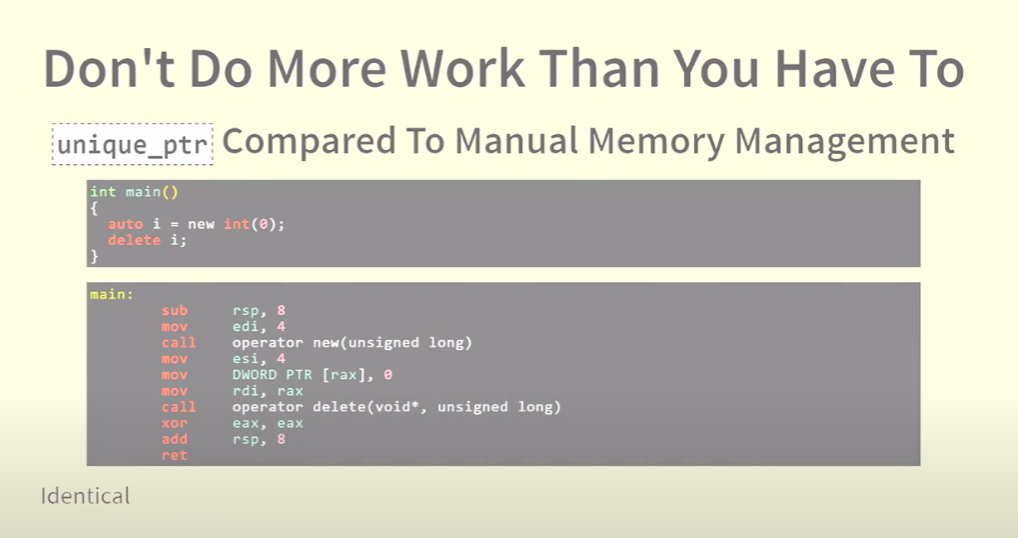 Don't Do More Work Than You Have To
unique_ptr Compared To Manual Memory Management
int main()
{
  auto i = new int(0);
  delete i;
}
main:
        sub     rsp, 8
        mov     edi, 4
        call    operator new(unsigned long)
        mov     esi, 4
        mov     DWORD PTR [rax], 0
        mov     rdi, rax
        call    operator delete(void*, unsigned long)
        xor     eax, eax
        add     rsp, 8
        ret
Identical